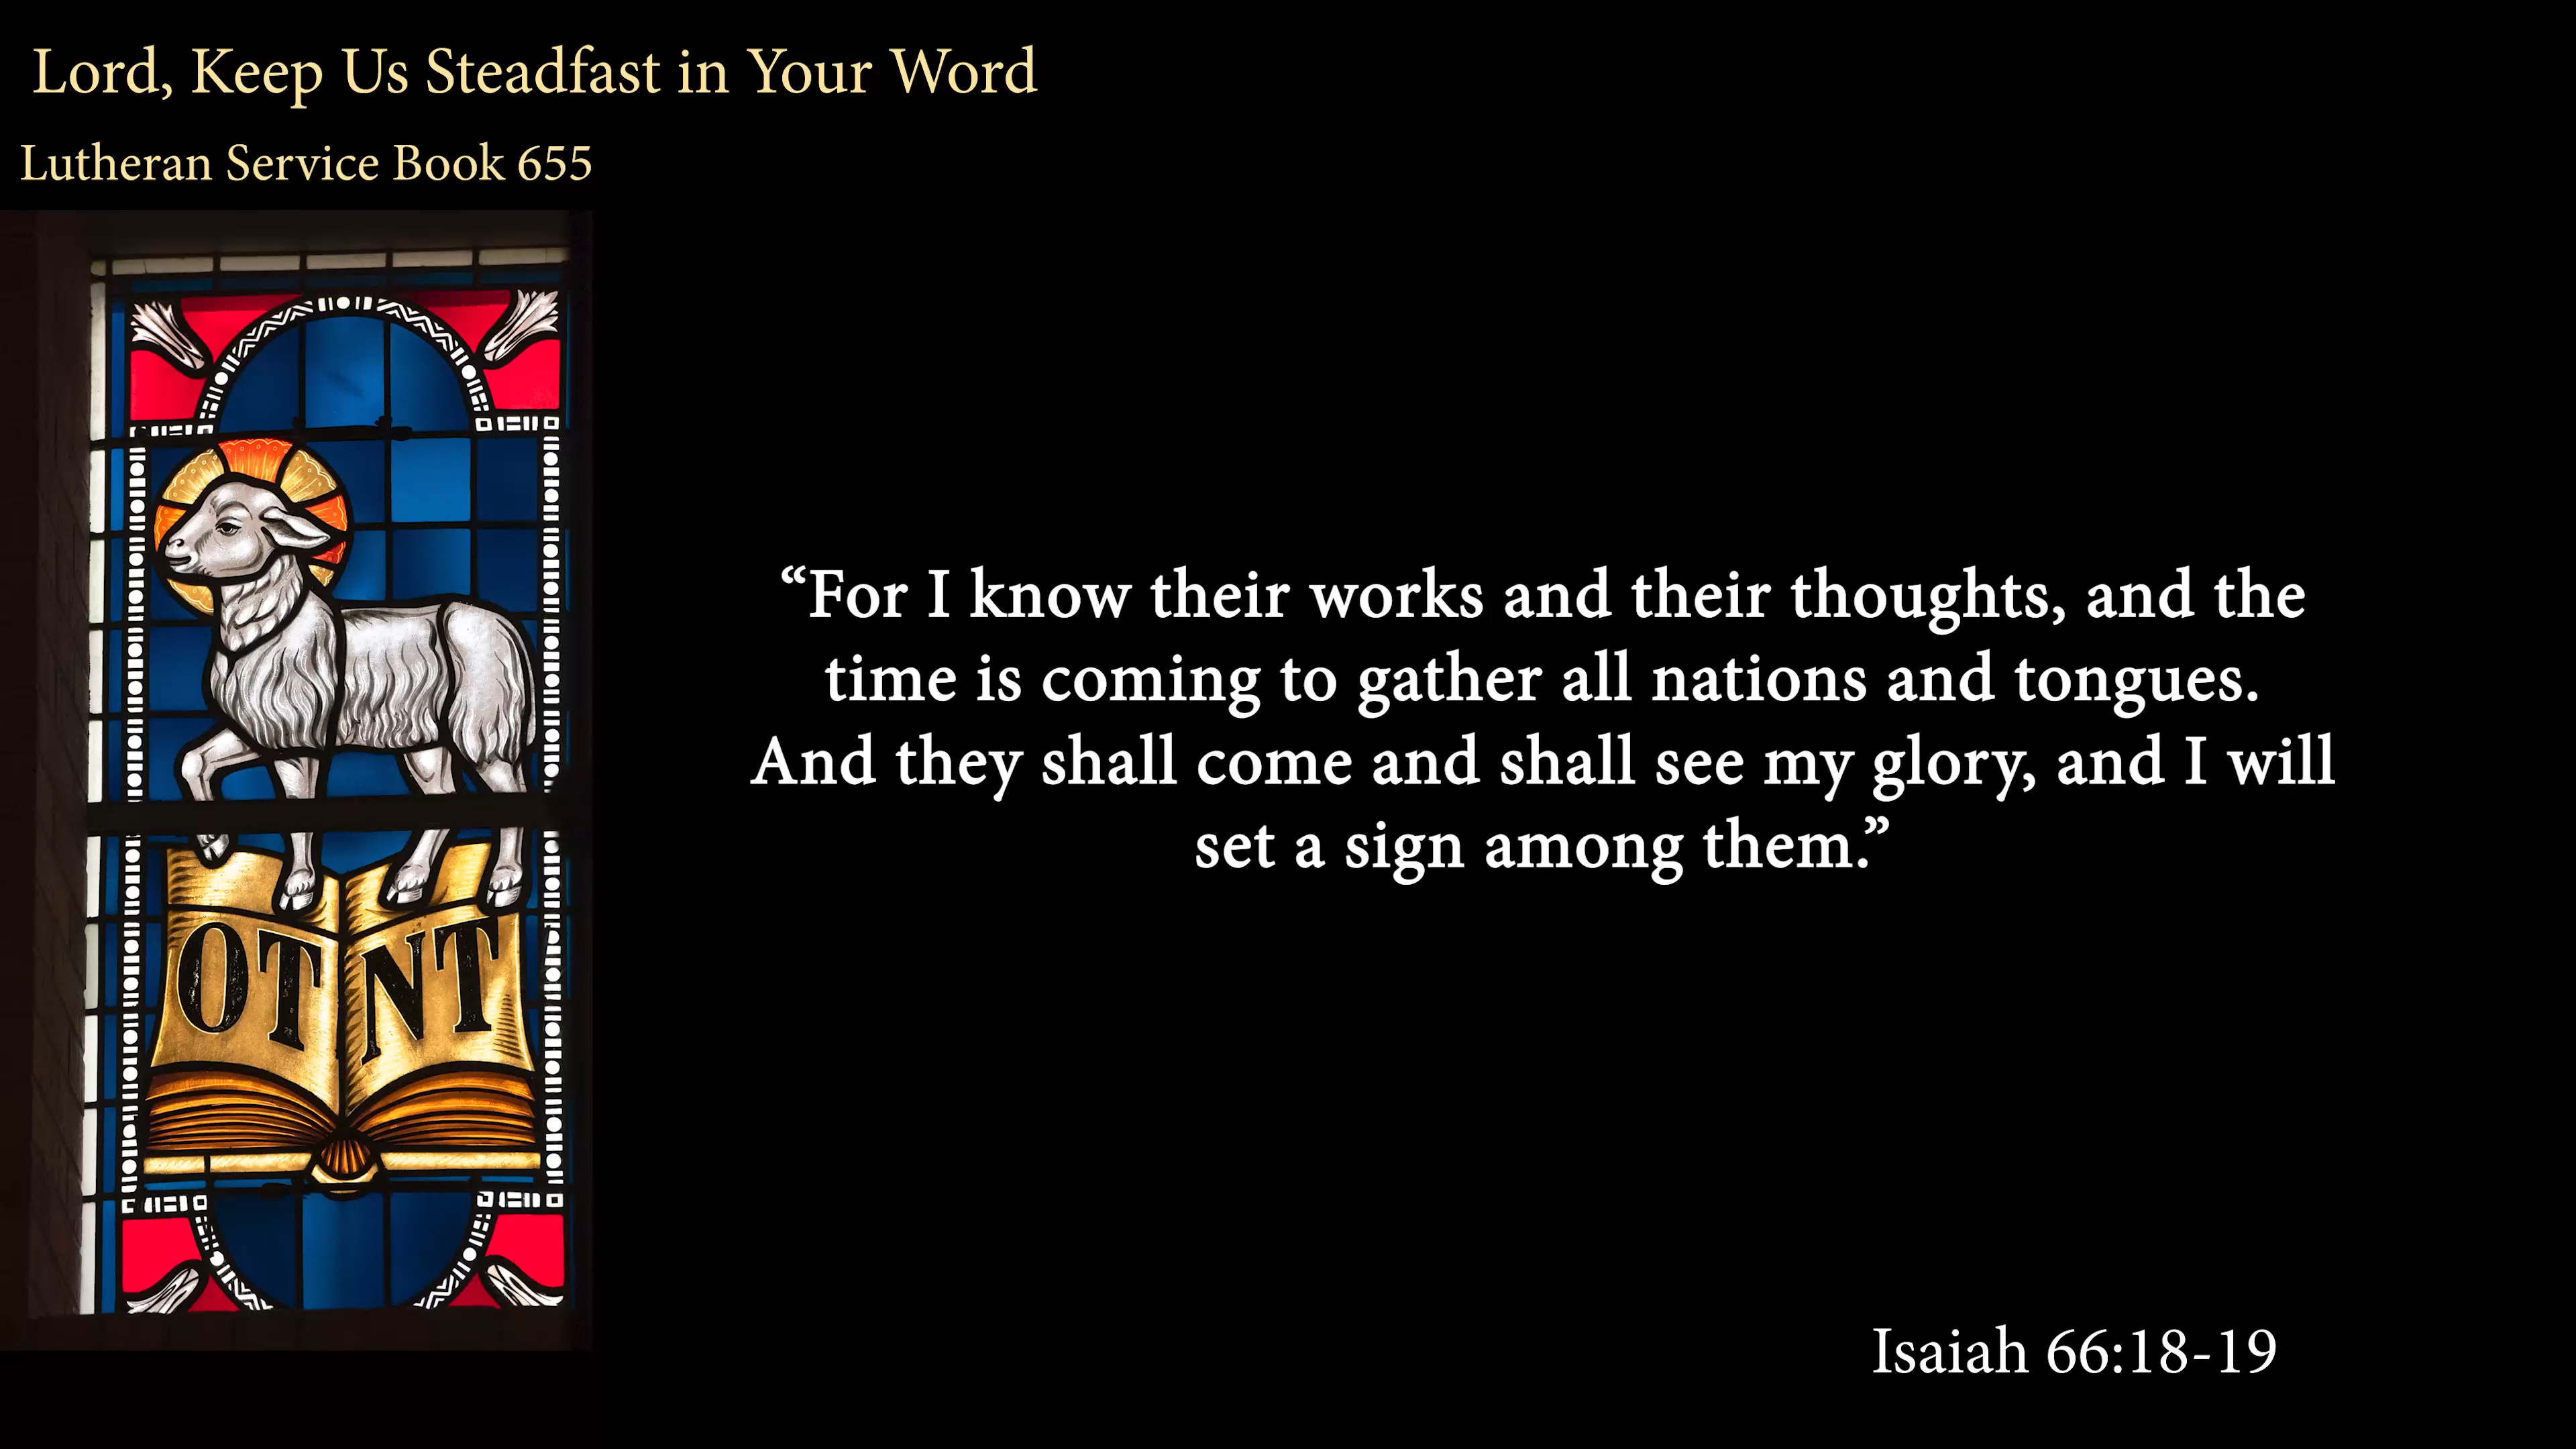 Lord, Keep Us Steadfast in Your Word
Lutheran Service Book 655
“For I know their works and their thoughts, and the
time is coming to gather all nations and tongues.
And they shall come and shall see my glory, and I will
set a sign among them.”
OT NT
Isaiah 66:18-19